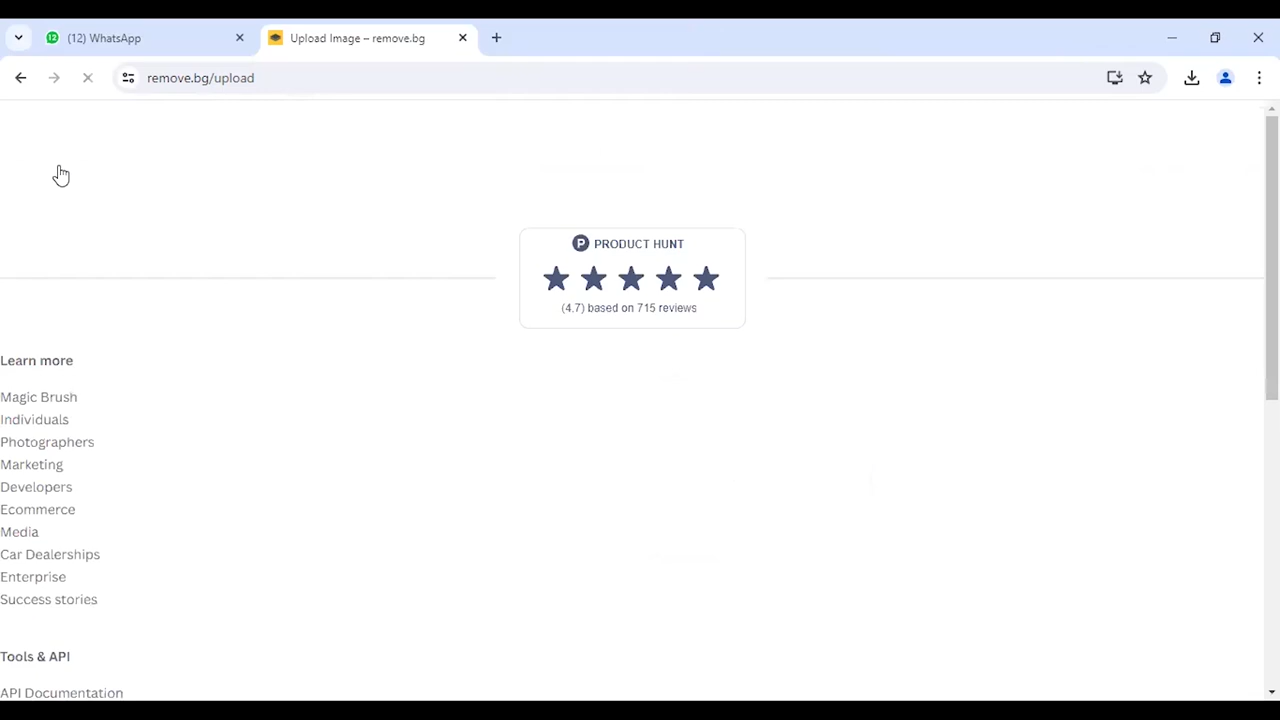 12
(12) WhatsApp
Upload Image – remove.bg
remove.bg/upload
P PRODUCT HUNT
(4.7) based on 715 reviews
Learn more
Magic Brush
Individuals
Photographers
Marketing
Developers
Ecommerce
Media
Car Dealerships
Enterprise
Success stories
Tools & API
API Documentation